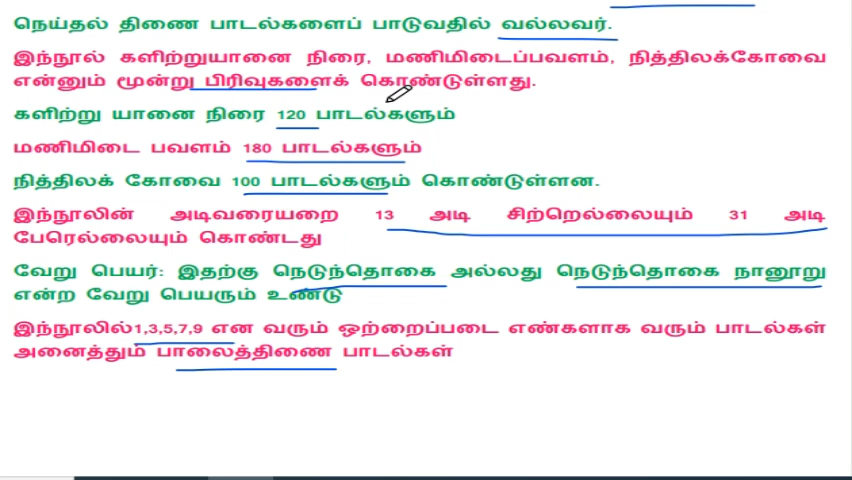 நெய்தல் திணை பாடல்களைப் பாடுவதில் வல்லவர்.
இந்நூல் களிற்றுயானை நிரை, மணிமிடைப்பவளம், நித்திலக்கோவை
என்னும் மூன்று பிரிவுகளைக் கொண்டுள்ளது.
களிற்று யானை நிரை 120 பாடல்களும்
மணிமிடை பவளம் 180 பாடல்களும்
நித்திலக் கோவை 100 பாடல்களும் கொண்டுள்ளன.
இந்நூலின் அடிவரையறை 13 அடி சிற்றெல்லையும் 31 அடி
பேரெல்லையும் கொண்டது
வேறு பெயர்: இதற்கு நெடுந்தொகை அல்லது நெடுந்தொகை நானூறு
என்ற வேறு பெயரும் உண்டு
இந்நூலில்1,3,5,7,9 என வரும் ஒற்றைப்படை எண்களாக வரும் பாடல்கள்
அனைத்தும் பாலைத்திணை பாடல்கள்